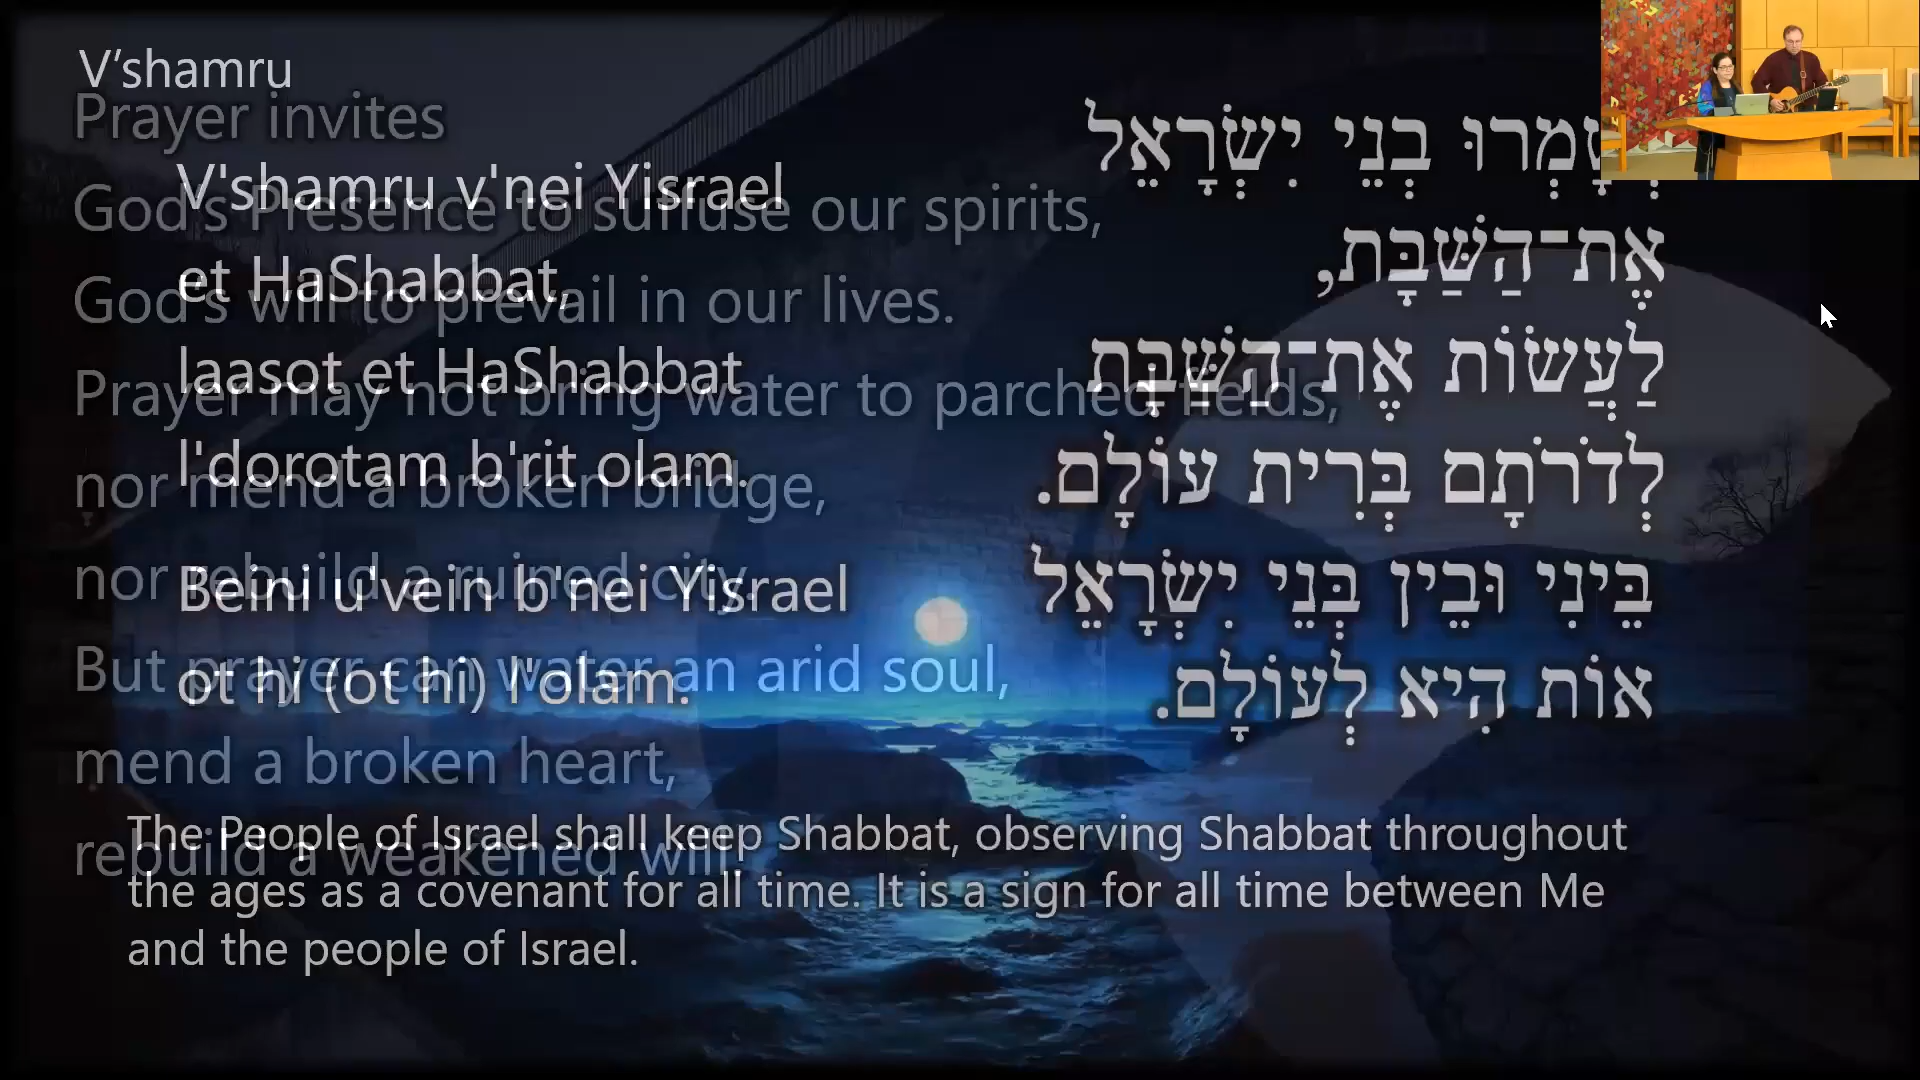 V’shamru
V'shamru v'nei Yisrael
et HaShabbat,
laasot et HaShabbat
l'dorotam b'rit olam.
Beini u'vein b'nei Yisrael
ot hi (ot hi) l'olam.
שָׁמְרוּ בְנֵי יִשְׂרָאֵל
אֶת־הַשַּׁבָּת,
לַעֲשׂוֹת אֶת־הַשַּׁבָּת
לְדֹרֹתָם בְּרִית עוֹלָם.
בֵּינִי וּבֵין בְּנֵי יִשְׂרָאֵל
אוֹת הִיא לְעוֹלָם.
The People of Israel shall keep Shabbat, observing Shabbat throughout
the ages as a covenant for all time. It is a sign for all time between Me
and the people of Israel.
Prayer invites
God's Presence to suffuse our spirits,
God's will to prevail in our lives.
Prayer may not bring water to parched fields,
nor mend a broken bridge,
nor rebuild a ruined city.
But prayer can water an arid soul,
mend a broken heart,
rebuild a weakened will.